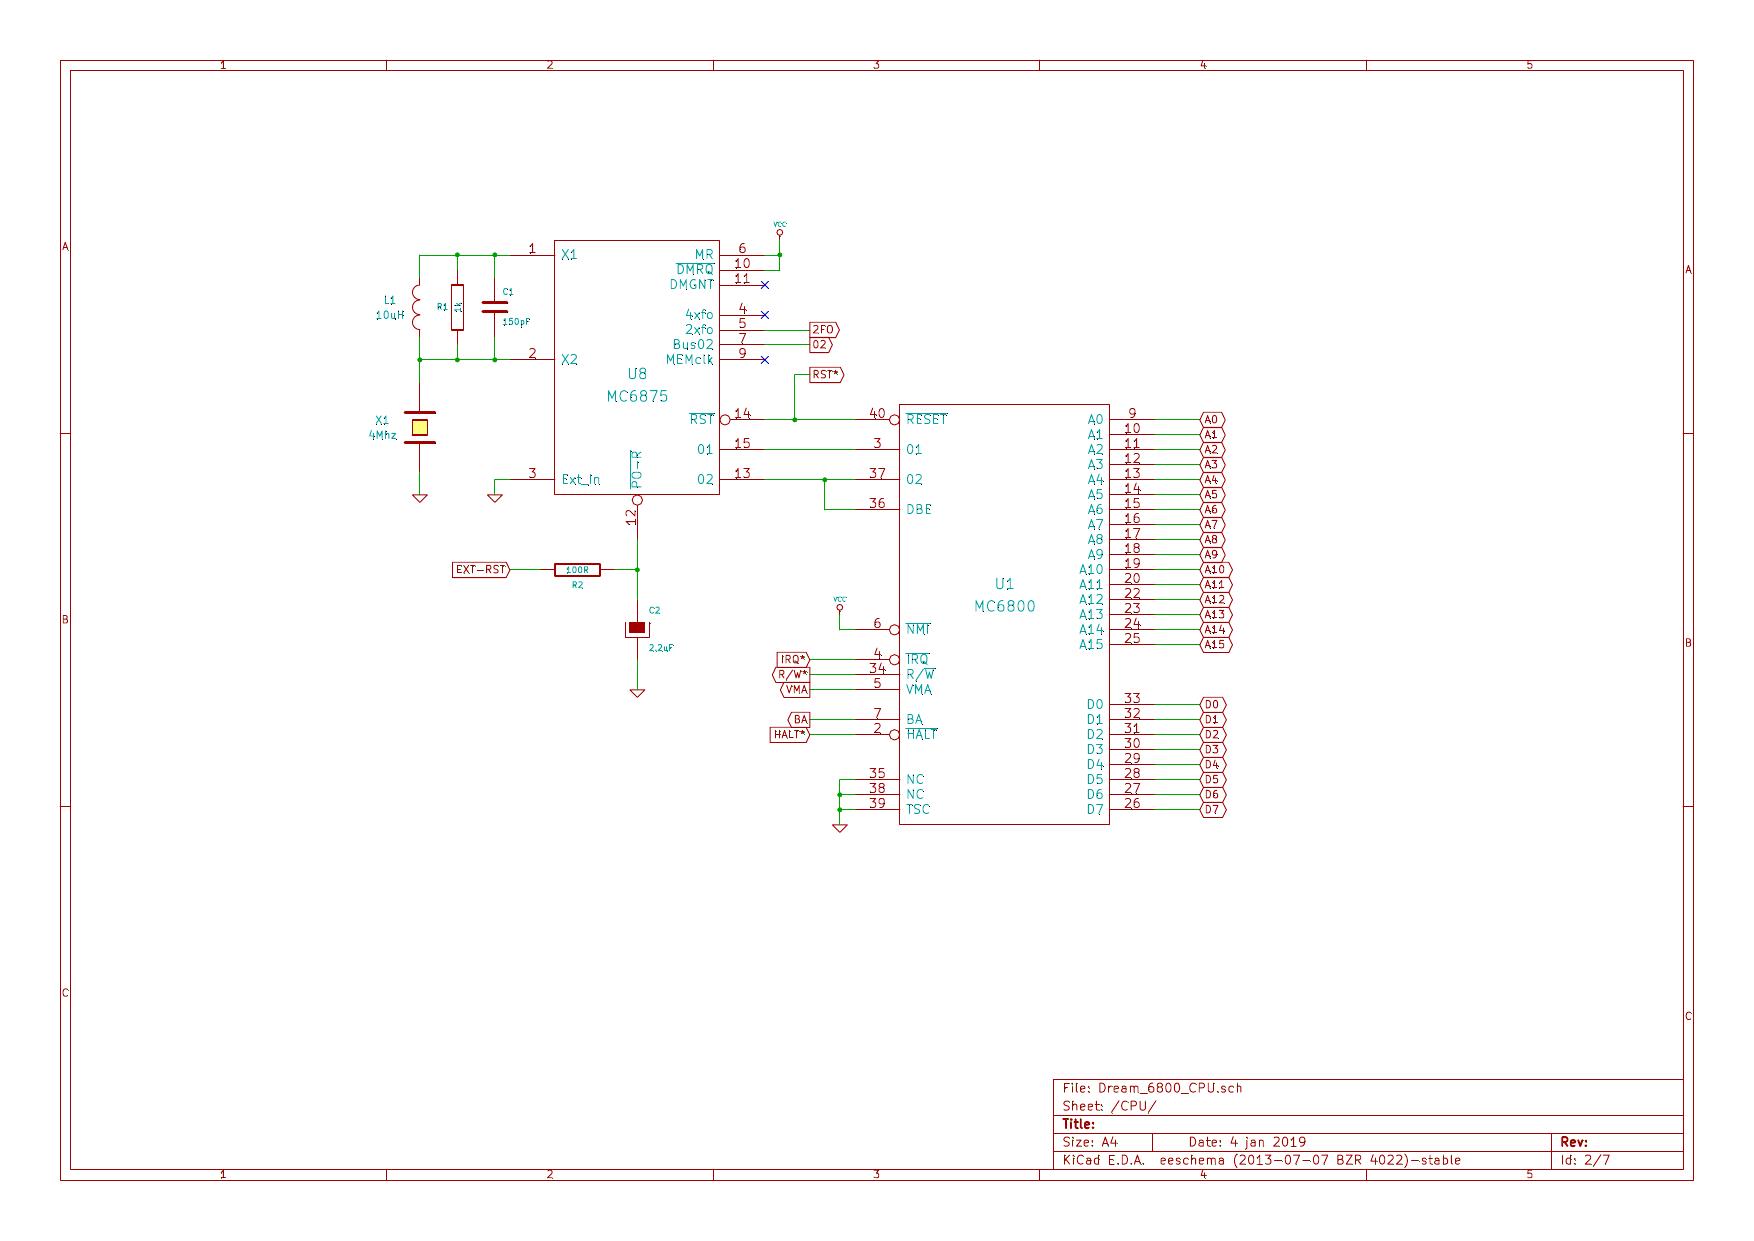 1 2 3 4 5
A
B
C
A
B
C
VCC
1 X1
2 X2
3 Ext_in
MR 6
DMRQ 10
DMGNT 11
4xfo 4
2xfo 5
Bus02 7
MEMclk 9
RST 14
01 15
02 13
PO-R
12
U8
MC6875
L1
10uH
R1
1k
C1
150pF
X1
4Mhz
2FO
02
RST*
EXT-RST
100R
R2
C2
2.2uF
VCC
40 RESET
3 01
37 02
36 DBE
6 NMI
IRQ* 4 IRQ
R/W* 34 R/W
VMA 5 VMA
BA 7 BA
HALT* 2 HALT
35 NC
38 NC
39 TSC
U1
MC6800
A0 9 A0
A1 10 A1
A2 11 A2
A3 12 A3
A4 13 A4
A5 14 A5
A6 15 A6
A7 16 A7
A8 17 A8
A9 18 A9
A10 19 A10
A11 20 A11
A12 22 A12
A13 23 A13
A14 24 A14
A15 25 A15
D0 33 D0
D1 32 D1
D2 31 D2
D3 30 D3
D4 29 D4
D5 28 D5
D6 27 D6
D7 26 D7
File: Dream_6800_CPU.sch
Sheet: /CPU/
Title:
Size: A4 Date: 4 jan 2019 Rev:
KiCad E.D.A. eeschema (2013-07-07 BZR 4022)-stable Id: 2/7
1 2 3 4 5